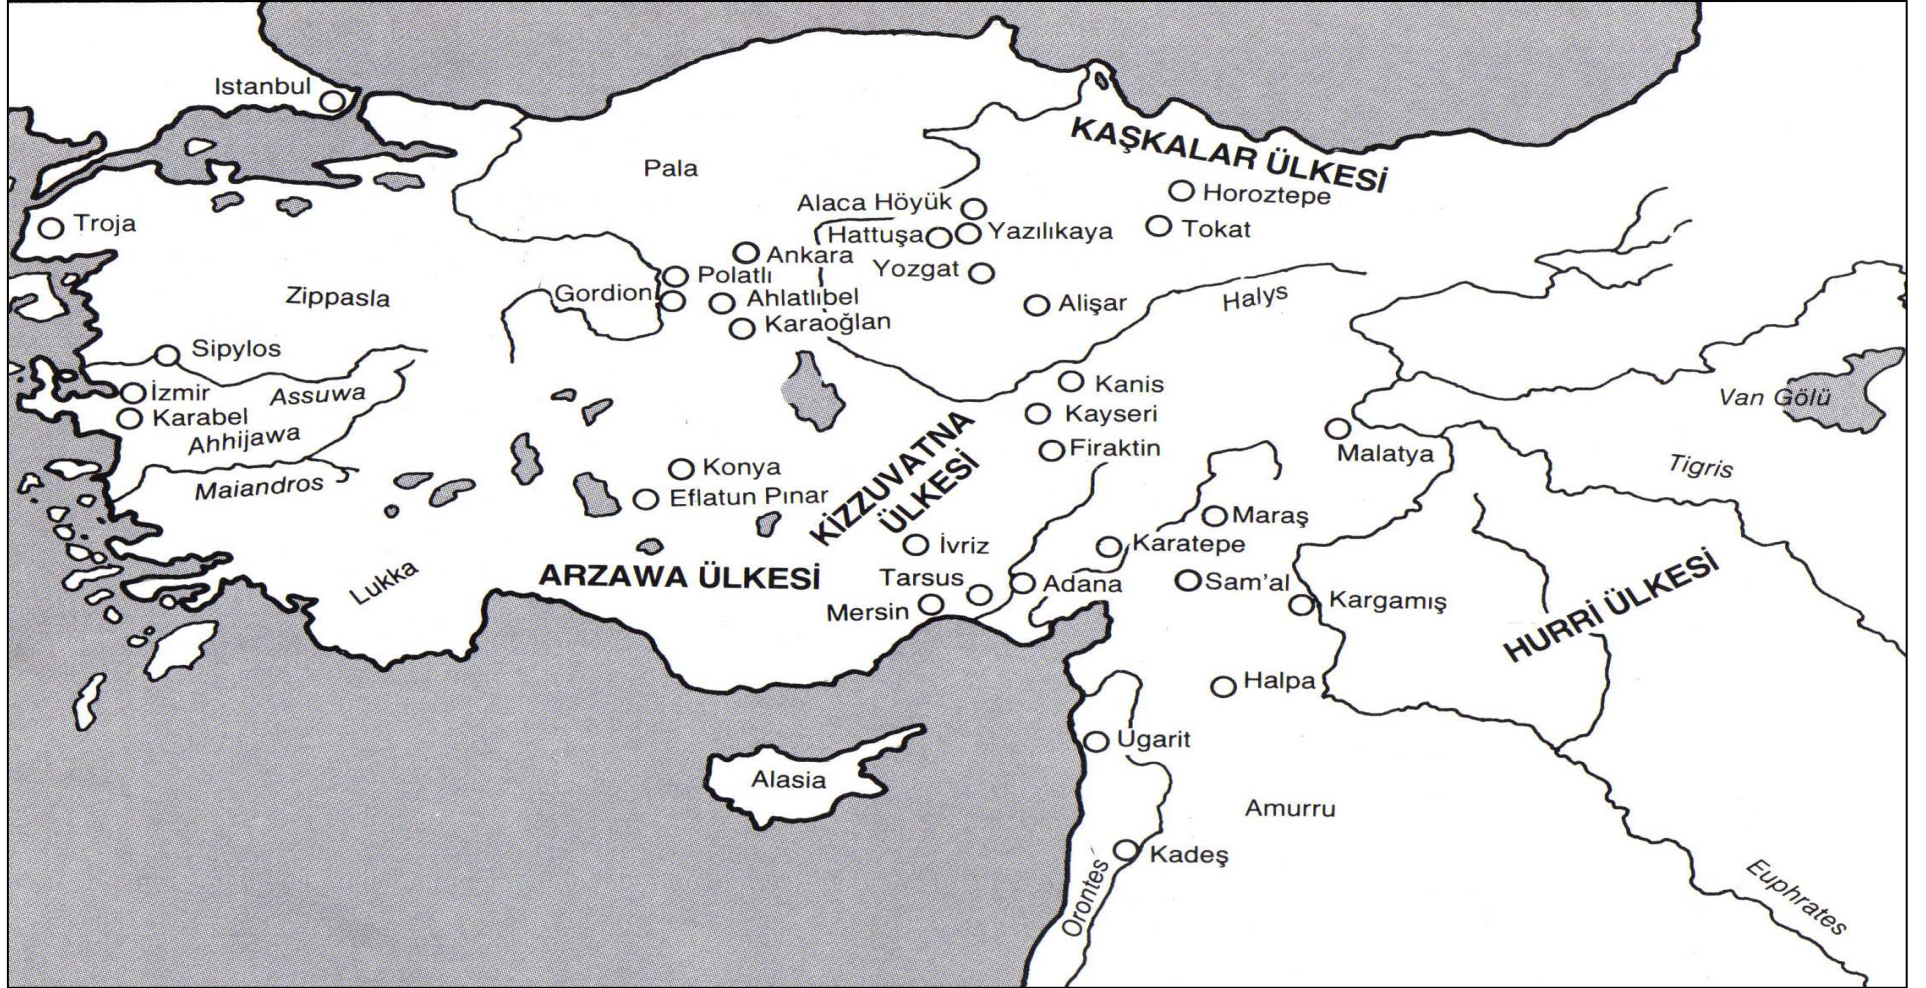 Istanbul
KAŞKALAR ÜLKESİ
Pala
Horoztepe
Alaca Höyük
Troja
Hattuşa
Yazılıkaya
Tokat
Ankara
Polatlı
Yozgat
Zippasla
Gordion
Ahlatlıbel
Alişar
Halys
Karaoğlan
Sipylos
İzmir
Assuwa
Kanis
Van Gölü
Karabel
Kayseri
Ahhijawa
Firaktin
Malatya
Konya
KİZZUVATNA
ÜLKESİ
Tigris
Maiandros
Eflatun Pınar
Maraş
İvriz
Karatepe
Lukka
ARZAWA ÜLKESİ
Tarsus
Adana
Sam'al
Mersin
Kargamış
HURRİ ÜLKESİ
Halpa
Ugarit
Alasia
Amurru
Kadeş
Orontes
Euphrates